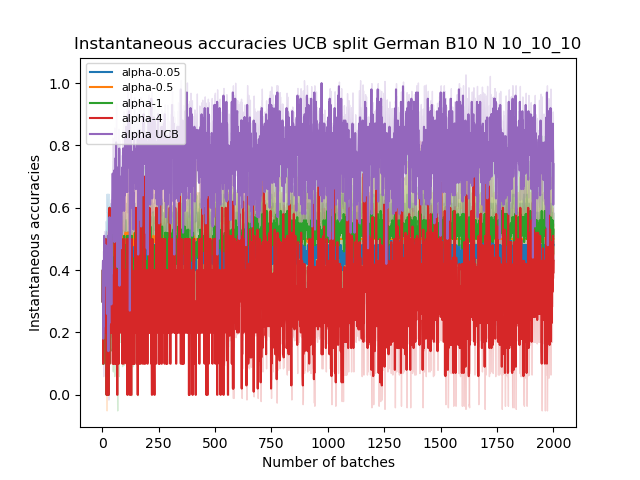 Instantaneous accuracies UCB split German B10 N 10_10_10
alpha-0.05
alpha-0.5
alpha-1
alpha-4
alpha UCB
Instantaneous accuracies
1.0
0.8
0.6
0.4
0.2
0.0
0 250 500 750 1000 1250 1500 1750 2000
Number of batches